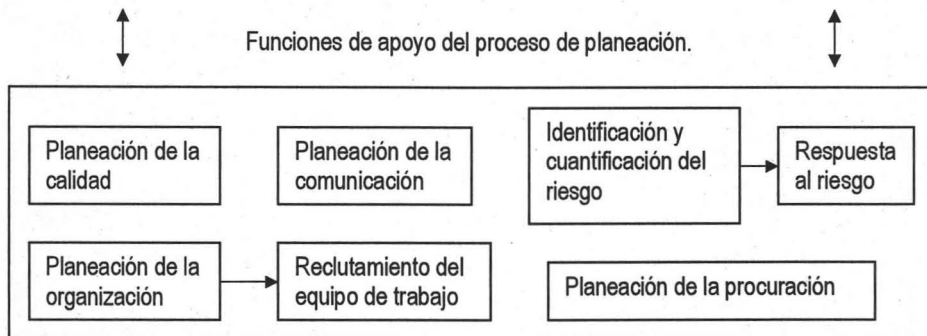 Funciones de apoyo del proceso de planeación.
Planeación de la
calidad
Planeación de la
comunicación
Identificación y
cuantificación del
riesgo
Respuesta
al riesgo
Planeación de la
organización
Reclutamiento del
equipo de trabajo
Planeación de la procuración